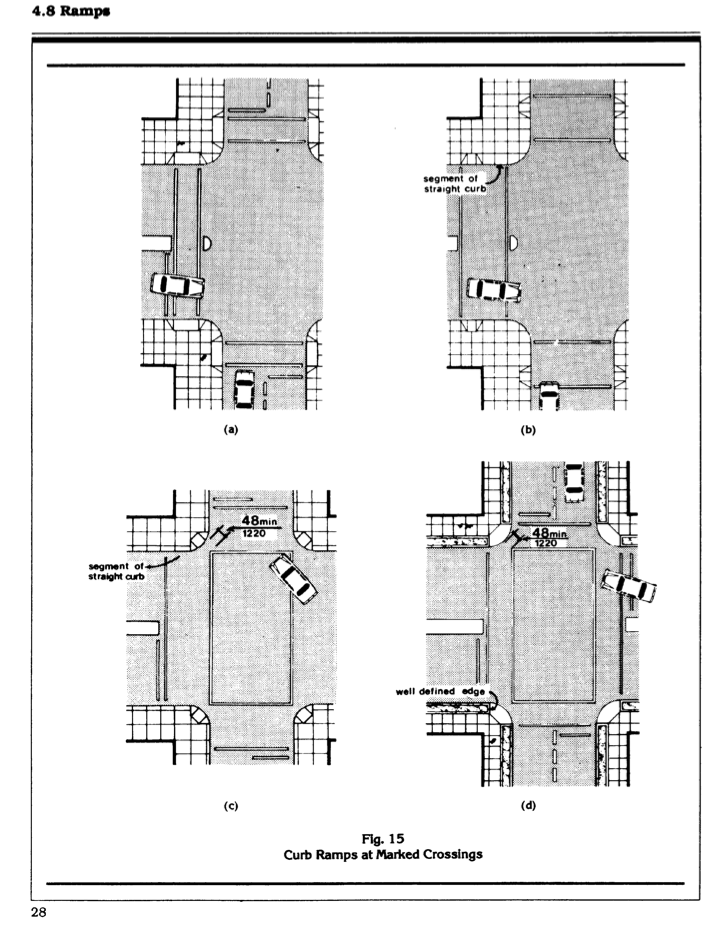 4.8 Ramps
(a)
segment of
straight curb
(b)
48min
1220
segment of
straight curb
(c)
48min
1220
well defined edge
(d)
Fig. 15
Curb Ramps at Marked Crossings
28